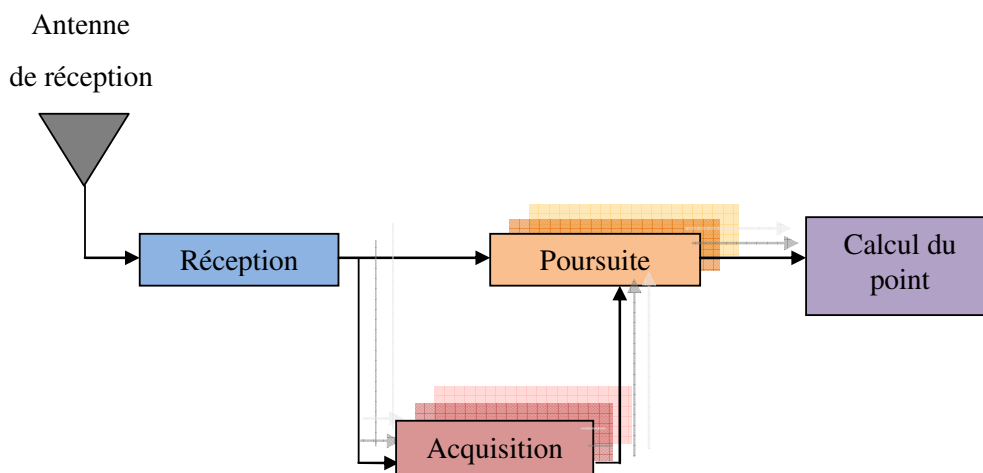 Antenne
de réception
Réception
Poursuite
Calcul du
point
Acquisition